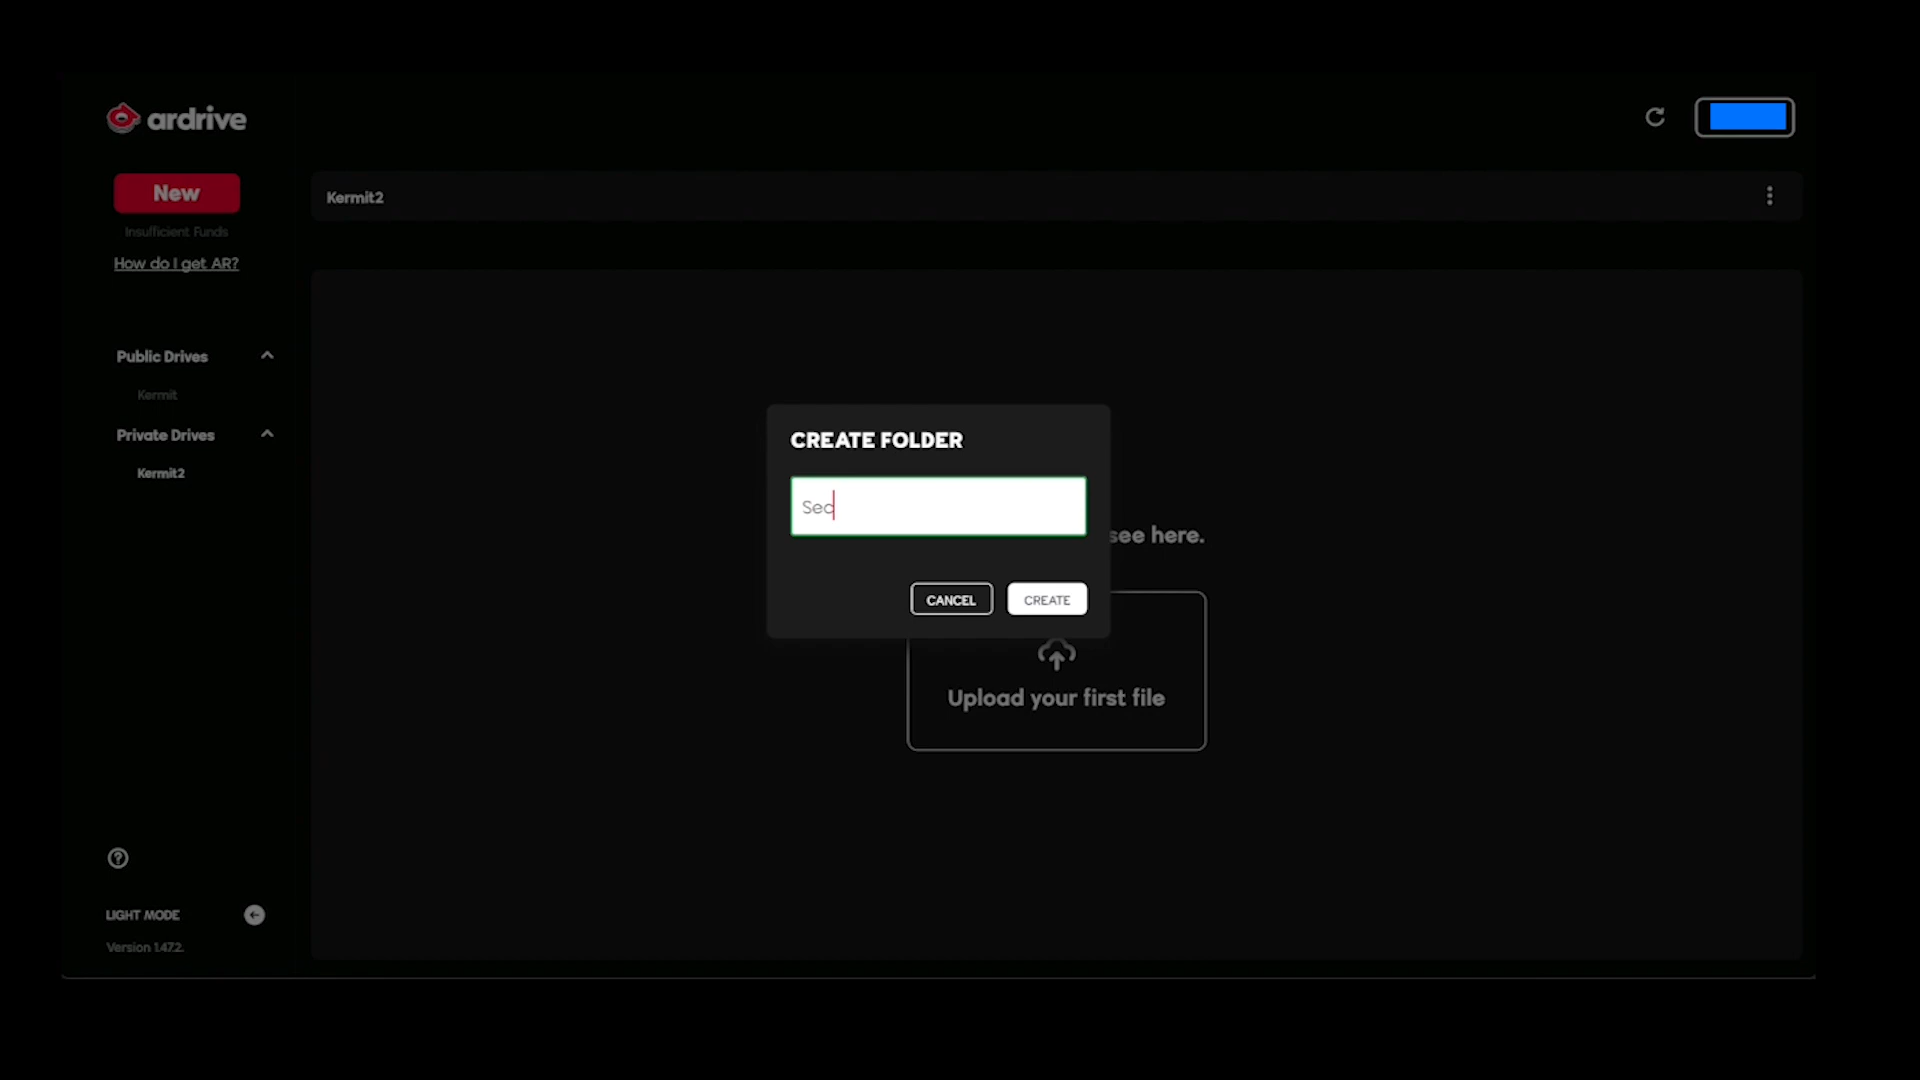 ardrive
New
Insufficient Funds
How do I get AR?
Public Drives
Kermit
Private Drives
Kermit2
LIGHT MODE
Version 1.47.2.
Kermit2
CREATE FOLDER
Sec
CANCEL
CREATE
see here.
Upload your first file